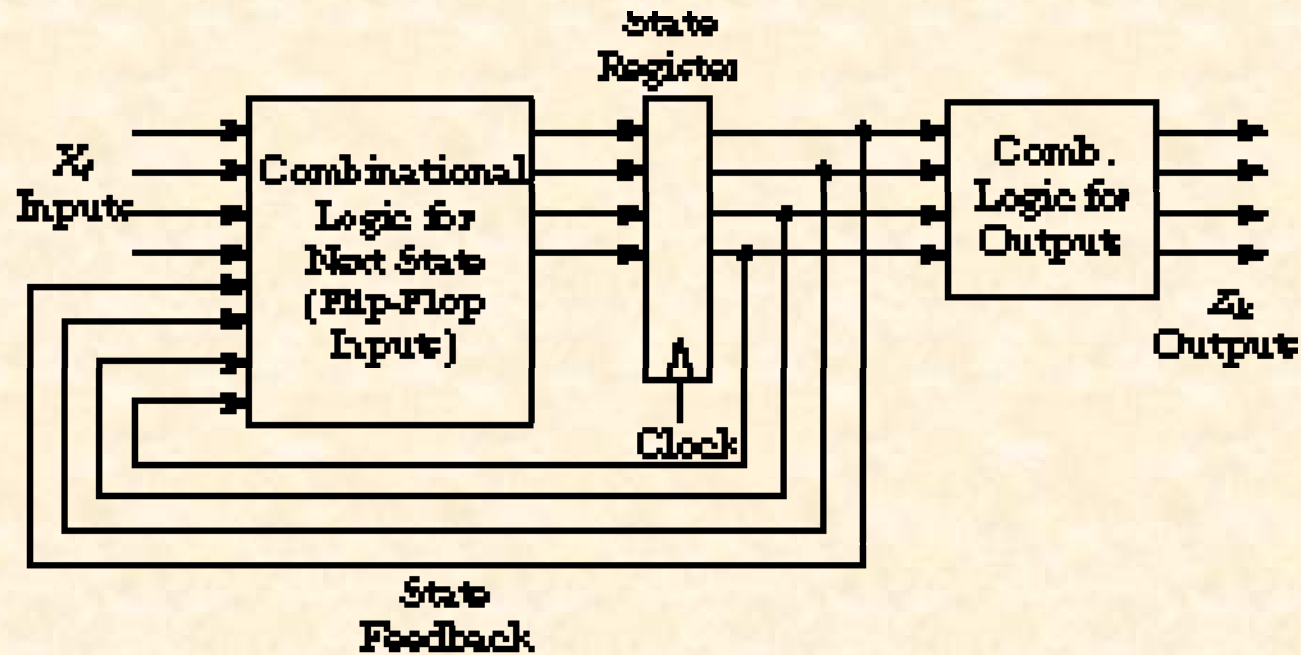 State
Register
Xi
Inputs
Combinational
Logic for
Next State
(Flip-Flop
Inputs)
Comb.
Logic for
Outputs
Zk
Outputs
Clock
State
Feedback